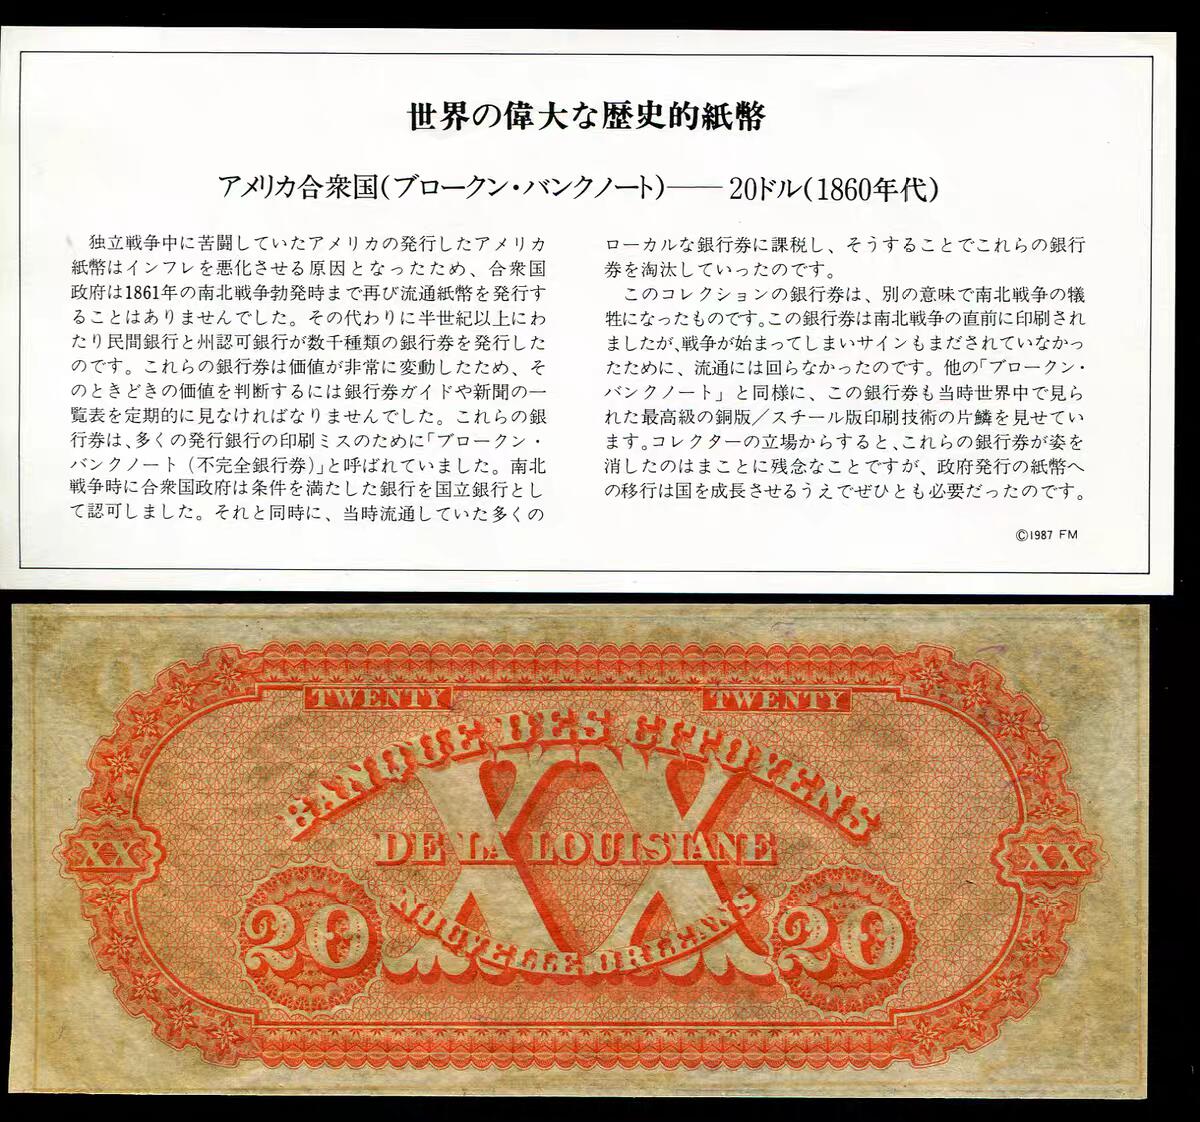 世界の偉大な歴史的紙幣
アメリカ合衆国(ブロークン・バンクノート)——20ドル(1860年代)
独立戦争中に苦闘していたアメリカの発行したアメリカ
紙幣はインフレを悪化させる原因となったため、合衆国
政府は1861年の南北戦争勃発時まで再び流通紙幣を発行す
ることはありませんでした。その代わりに半世紀以上にわ
たり民間銀行と州認可銀行が数千種類の銀行券を発行した
のです。これらの銀行券は価値が非常に変動したため、そ
のときどきの価値を判断するには銀行券ガイドや新聞の一
覧表を定期的に見なければなりませんでした。これらの銀
行券は、多くの発行銀行の印刷ミスのために「ブロークン・
バンクノート(不完全銀行券)」と呼ばれていました。南北
戦争時に合衆国政府は条件を満たした銀行を国立銀行とし
て認可しました。それと同時に、当時流通していた多くの
ローカルな銀行券に課税し、そうすることでこれらの銀行
券を淘汰していったのです。
このコレクションの銀行券は、別の意味で南北戦争の犠
牲になったものです。この銀行券は南北戦争の直前に印刷され
ましたが、戦争が始まってしまいサインもまだされていなかっ
たために、流通には回らなかったのです。他の「ブロークン・
バンクノート」と同様に、この銀行券も当時世界中で見ら
れた最高級の銅版/スチール版印刷技術の片鱗を見せてい
ます。コレクターの立場からすると、これらの銀行券が姿を
消したのはまことに残念なことですが、政府発行の紙幣へ
の移行は国を成長させるうえでぜひとも必要だったのです。
©1987 FM
TWENTY TWENTY
BANQUE DES CITOYENS
XX
DE LA LOUISIANE
XX XX
NOUVELLE ORLEANS
20 20